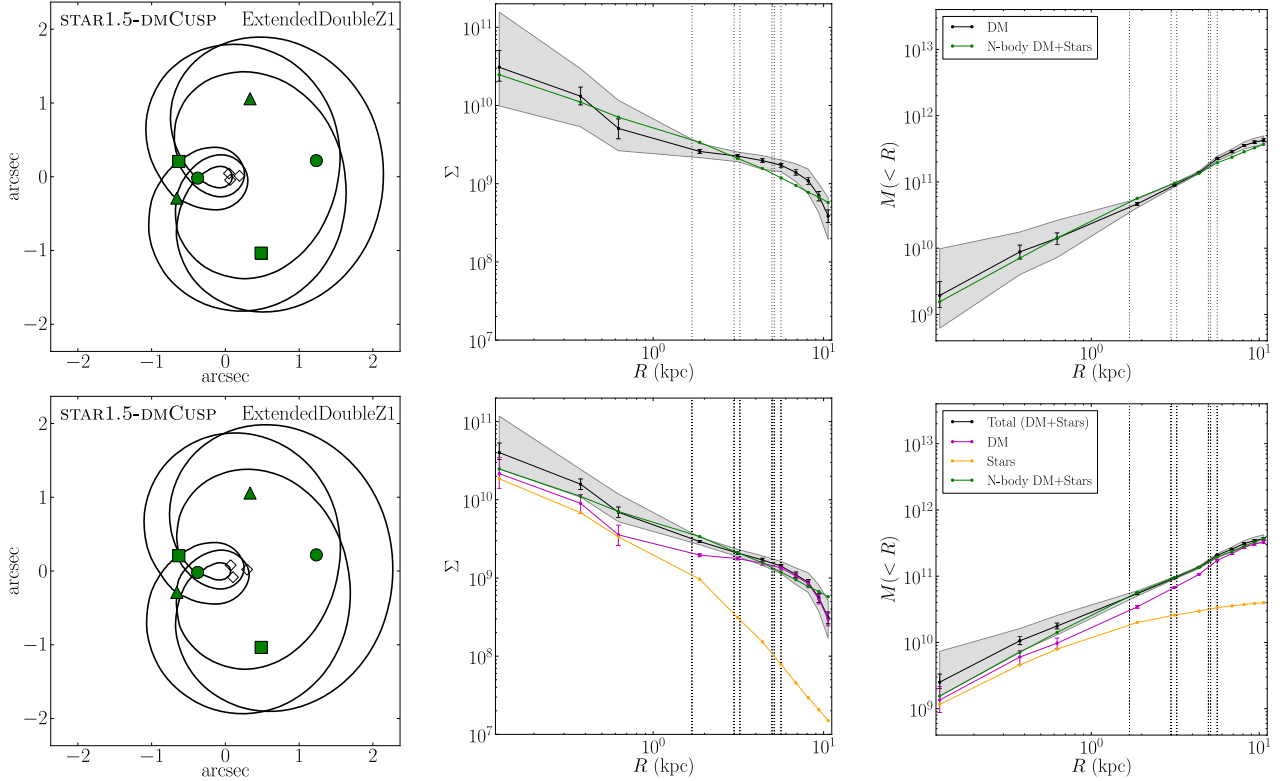 STAR1.5-DMCUSP ExtendedDoubleZ1
2
1
0
−1
−2
−2 −1 0 1 2
arcsec
arcsec
10^11
10^10
10^9
10^8
10^7
Σ
10^0 10^1
R (kpc)
DM
N-body DM+Stars
10^13
10^12
10^11
10^10
10^9
M(< R)
10^0 10^1
R (kpc)
STAR1.5-DMCUSP ExtendedDoubleZ1
2
1
0
−1
−2
−2 −1 0 1 2
arcsec
arcsec
10^11
10^10
10^9
10^8
10^7
Σ
10^0 10^1
R (kpc)
Total (DM+Stars)
DM
Stars
N-body DM+Stars
10^13
10^12
10^11
10^10
10^9
M(< R)
10^0 10^1
R (kpc)